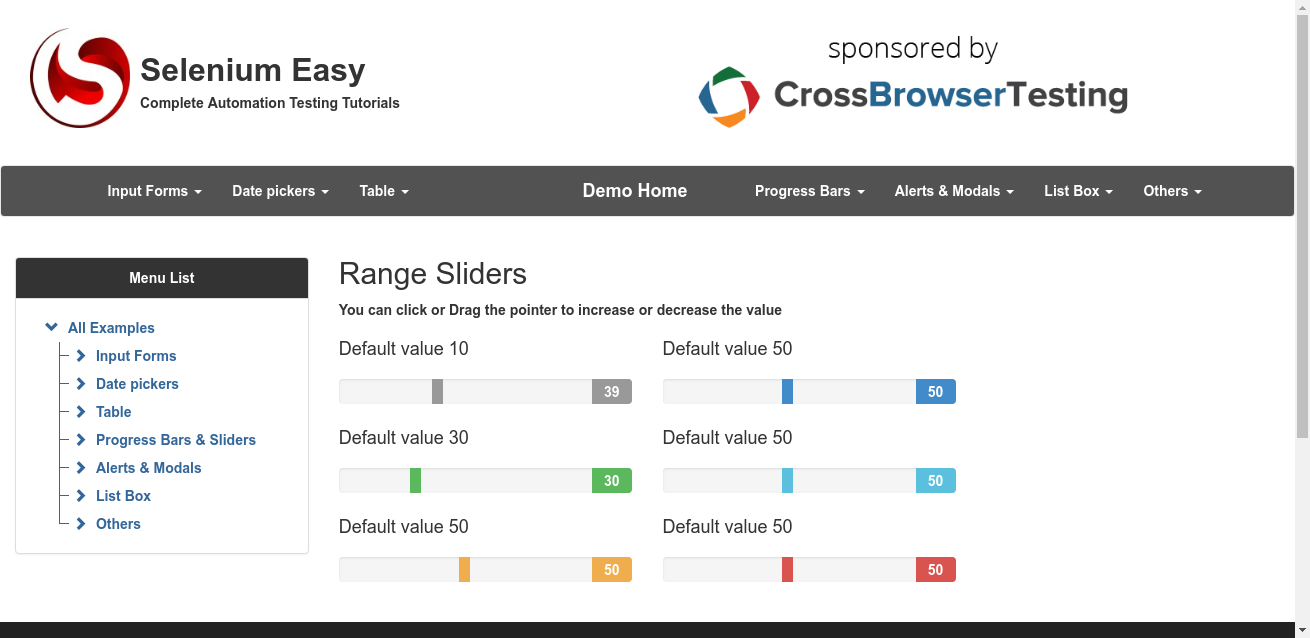 Selenium Easy
Complete Automation Testing Tutorials
sponsored by
CrossBrowserTesting
Input Forms
Date pickers
Table
Demo Home
Progress Bars
Alerts & Modals
List Box
Others
Menu List
All Examples
Input Forms
Date pickers
Table
Progress Bars & Sliders
Alerts & Modals
List Box
Others
Range Sliders
You can click or Drag the pointer to increase or decrease the value
Default value 10
39
Default value 50
50
Default value 30
30
Default value 50
50
Default value 50
50
Default value 50
50